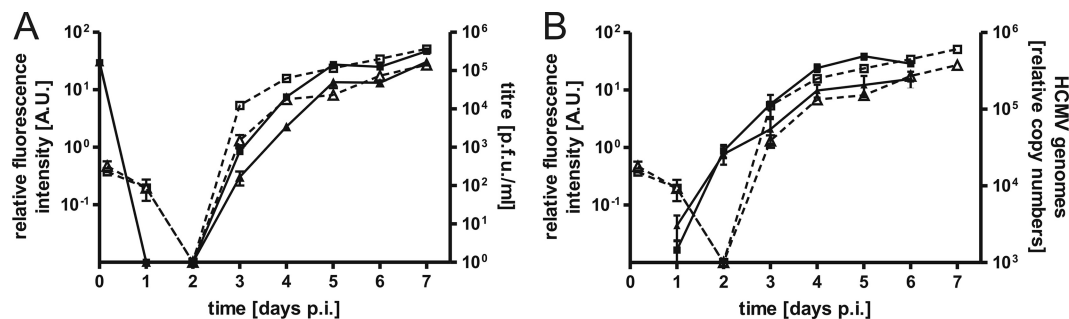 A
10²
10¹
10⁰
10⁻¹
relative fluorescence
intensity [A.U.]
10⁶
10⁵
10⁴
10³
10²
10¹
10⁰
titre [p.f.u./ml]
0 1 2 3 4 5 6 7
time [days p.i.]
B
10²
10¹
10⁰
10⁻¹
relative fluorescence
intensity [A.U.]
10⁶
10⁵
10⁴
10³
HCMV genomes
[relative copy numbers]
0 1 2 3 4 5 6 7
time [days p.i.]